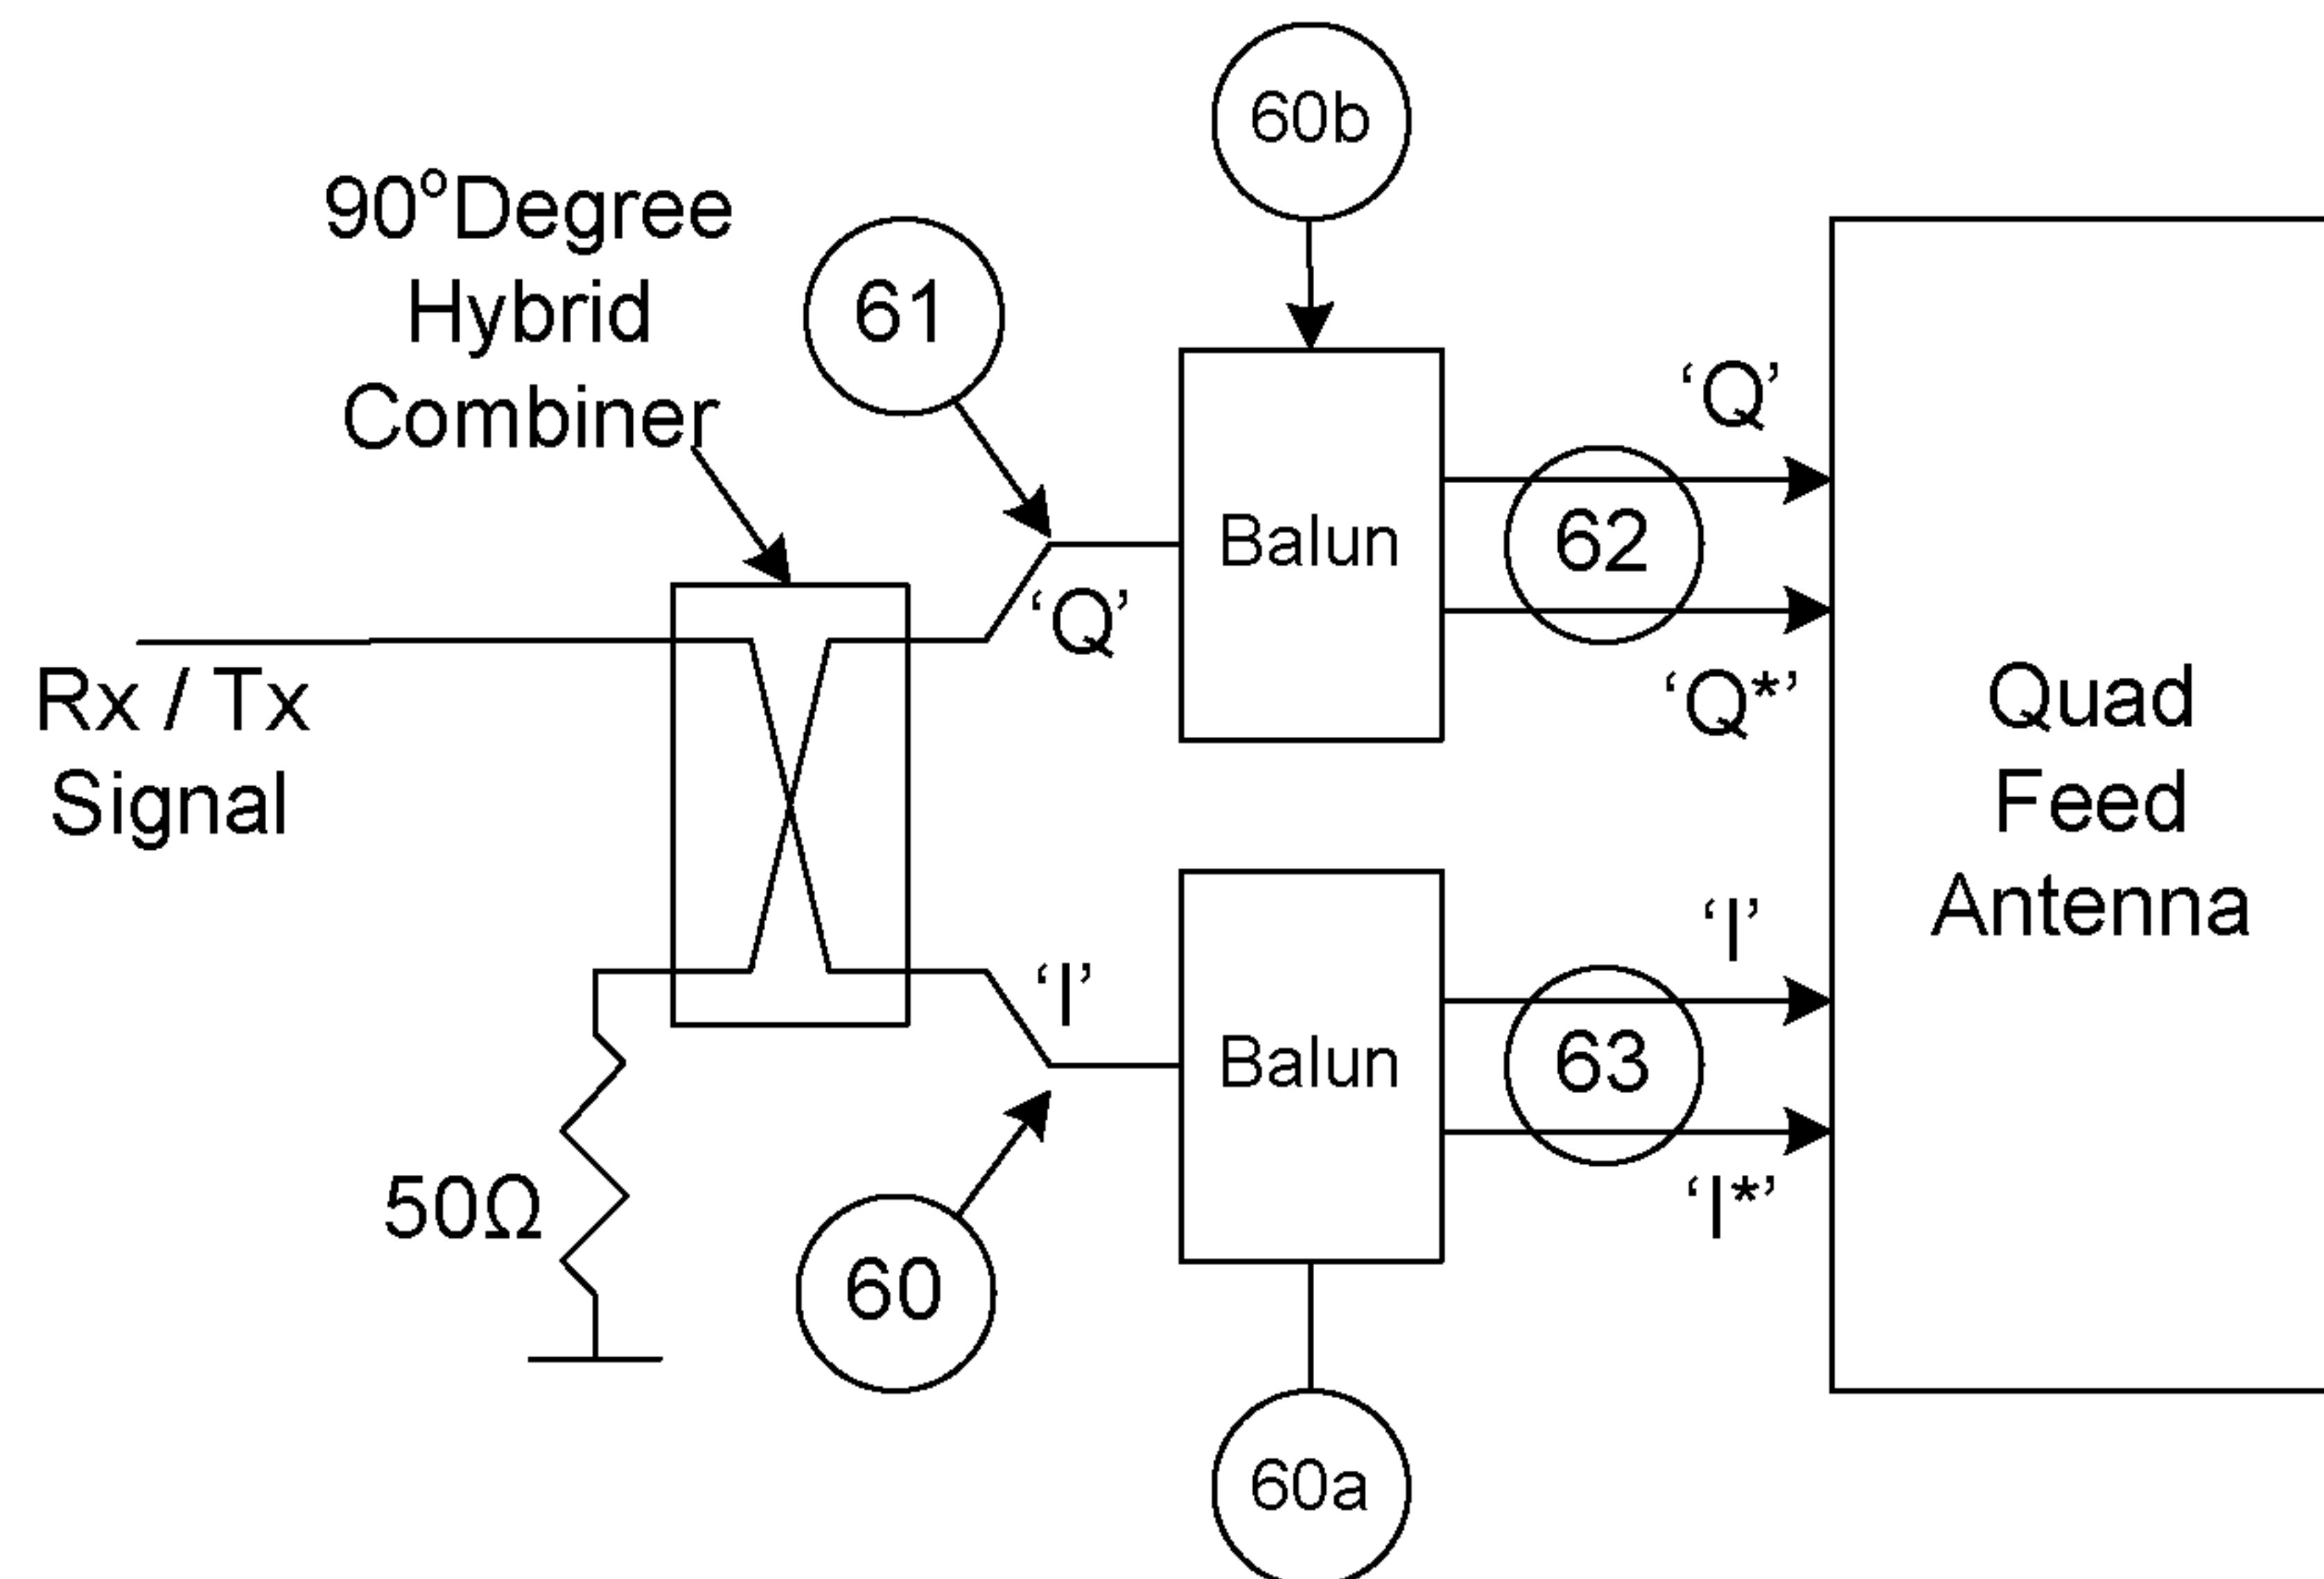 60b
90°Degree
Hybrid
Combiner
61
'Q'
Balun
62
'Q'
'Q*'
Rx / Tx
Signal
Quad
Feed
Antenna
'I'
Balun
63
'I'
'I*'
50Ω
60
60a